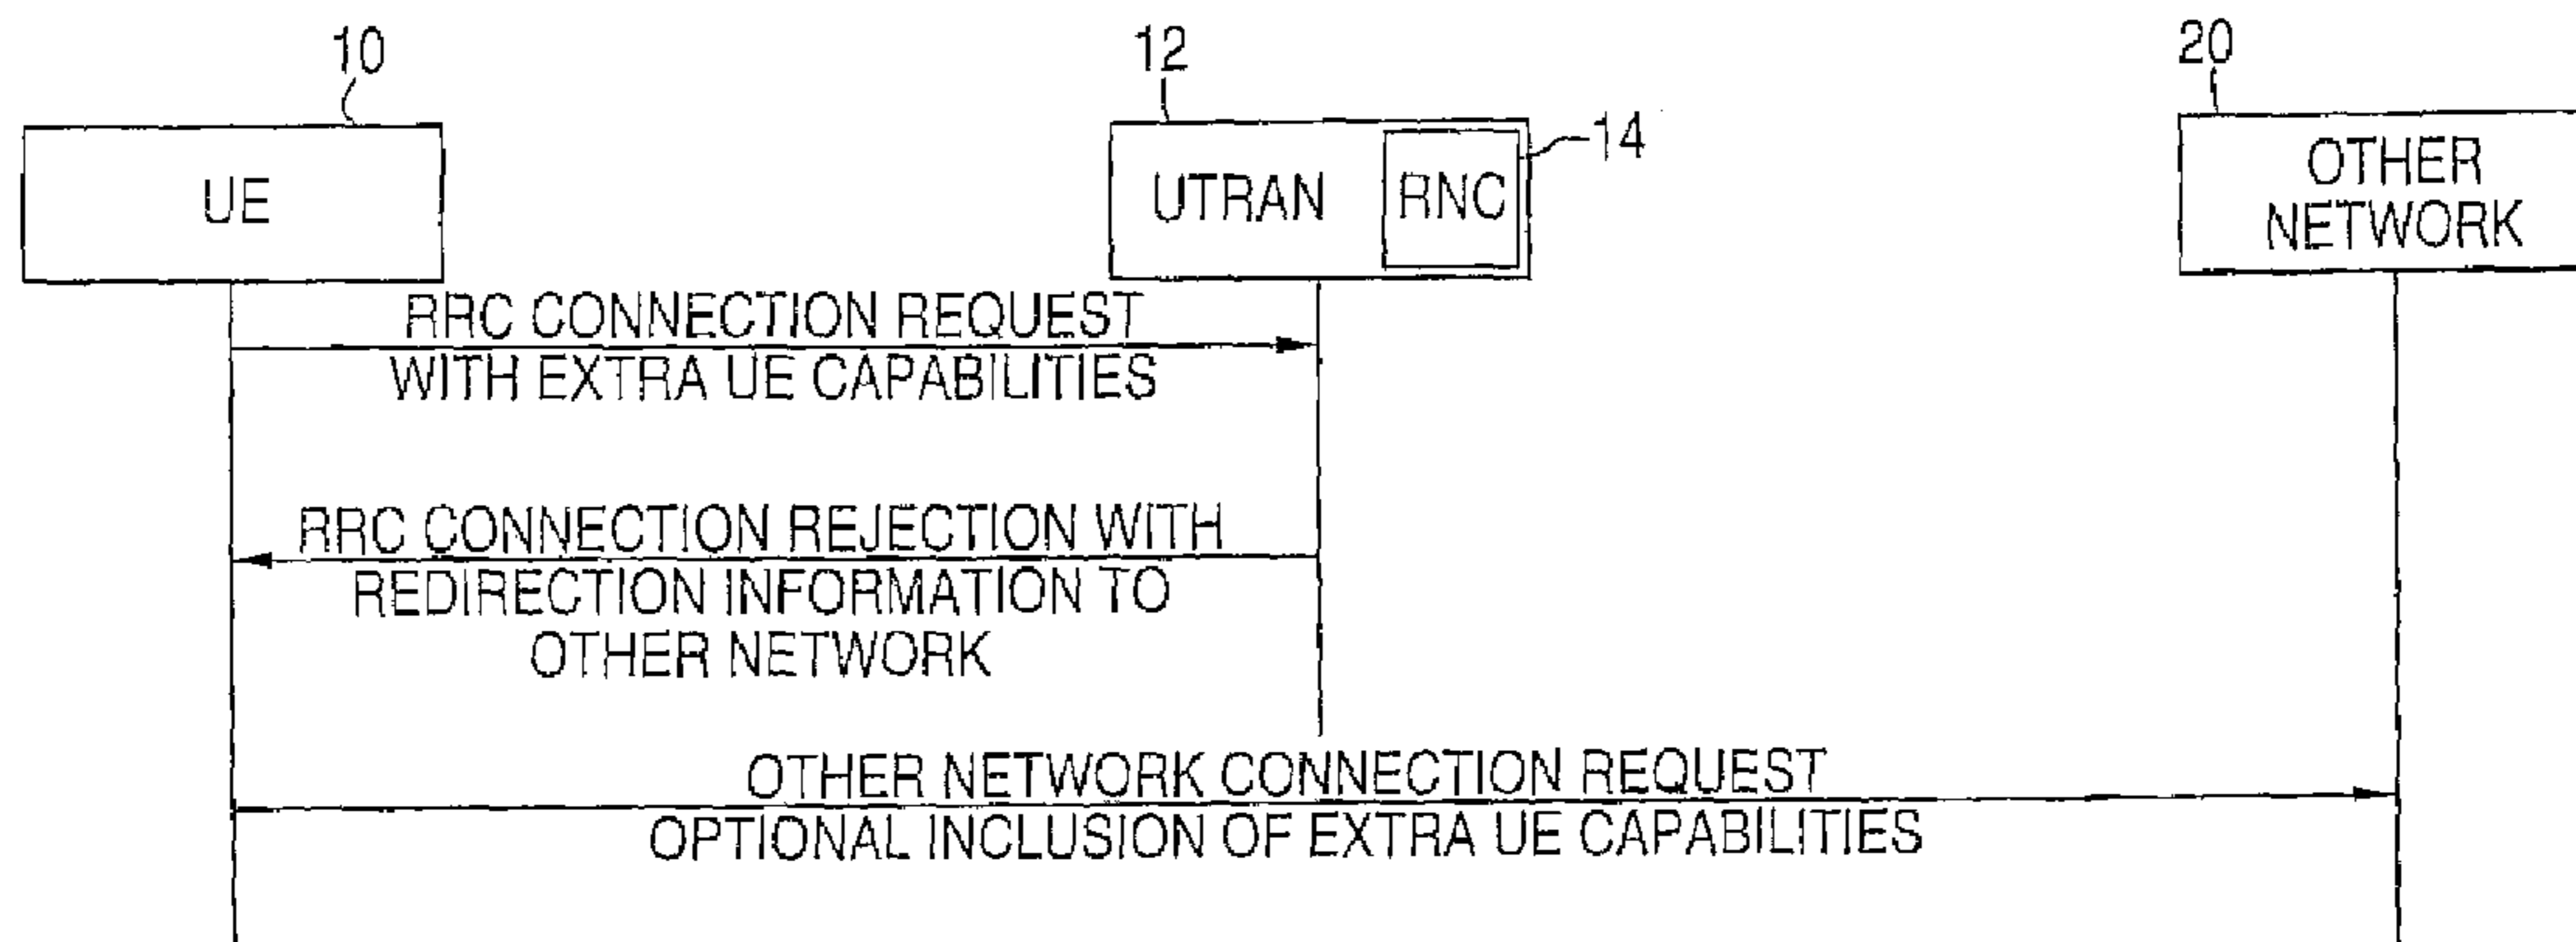 10
12
20
14
UE
UTRAN
RNC
OTHER
NETWORK
RRC CONNECTION REQUEST
WITH EXTRA UE CAPABILITIES
RRC CONNECTION REJECTION WITH
REDIRECTION INFORMATION TO
OTHER NETWORK
OTHER NETWORK CONNECTION REQUEST
OPTIONAL INCLUSION OF EXTRA UE CAPABILITIES